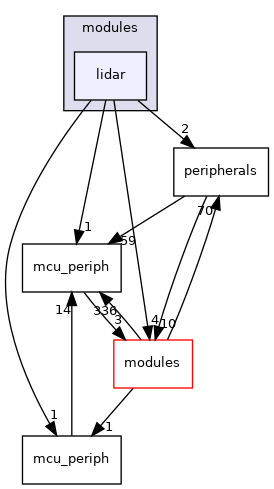 modules
lidar
2
peripherals
70
1
59
mcu_periph
14
336
3
4
10
modules
1
1
mcu_periph